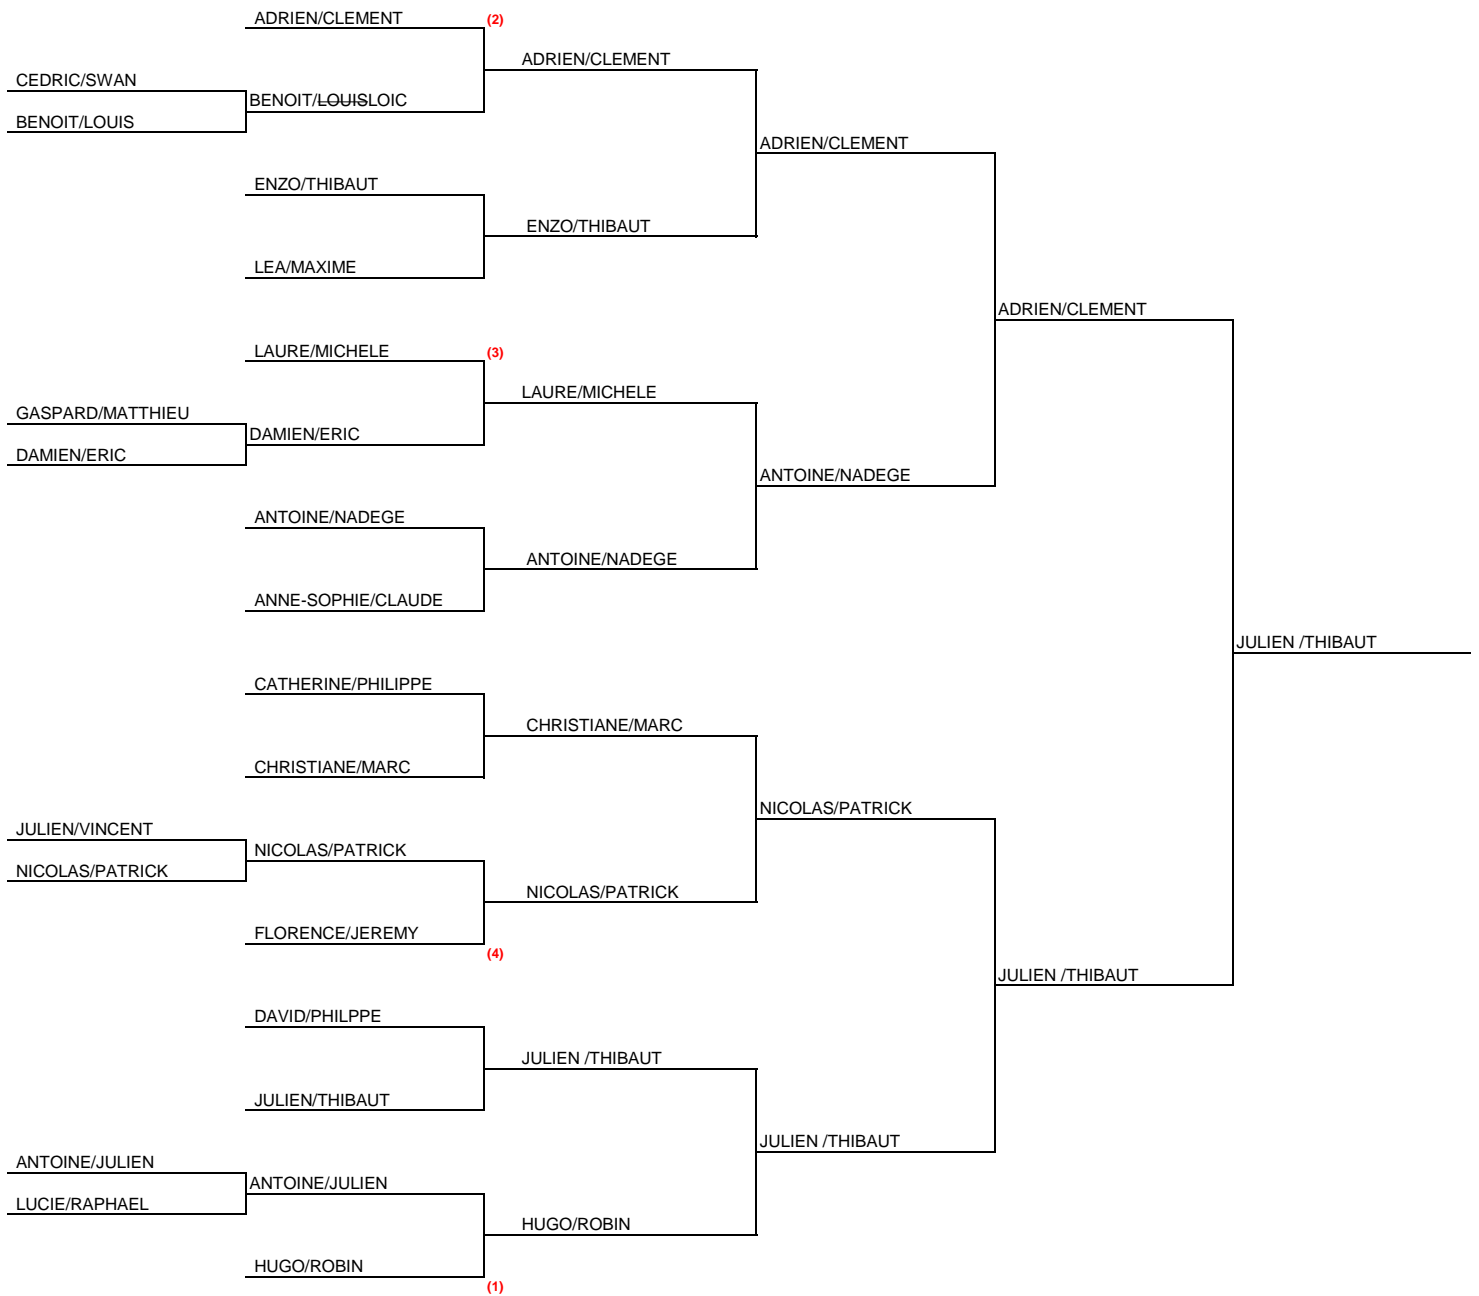 ADRIEN/CLEMENT (2)
ADRIEN/CLEMENT
CEDRIC/SWAN
BENOIT/LOUISLOIC
BENOIT/LOUIS
ADRIEN/CLEMENT
ENZO/THIBAUT
ENZO/THIBAUT
LEA/MAXIME
ADRIEN/CLEMENT
LAURE/MICHELE (3)
LAURE/MICHELE
GASPARD/MATTHIEU
DAMIEN/ERIC
DAMIEN/ERIC
ANTOINE/NADEGE
ANTOINE/NADEGE
ANTOINE/NADEGE
ANNE-SOPHIE/CLAUDE
JULIEN /THIBAUT
CATHERINE/PHILIPPE
CHRISTIANE/MARC
CHRISTIANE/MARC
NICOLAS/PATRICK
JULIEN/VINCENT
NICOLAS/PATRICK
NICOLAS/PATRICK
NICOLAS/PATRICK
FLORENCE/JEREMY
(4)
JULIEN /THIBAUT
DAVID/PHILPPE
JULIEN /THIBAUT
JULIEN/THIBAUT
JULIEN /THIBAUT
ANTOINE/JULIEN
ANTOINE/JULIEN
LUCIE/RAPHAEL
HUGO/ROBIN
HUGO/ROBIN
(1)